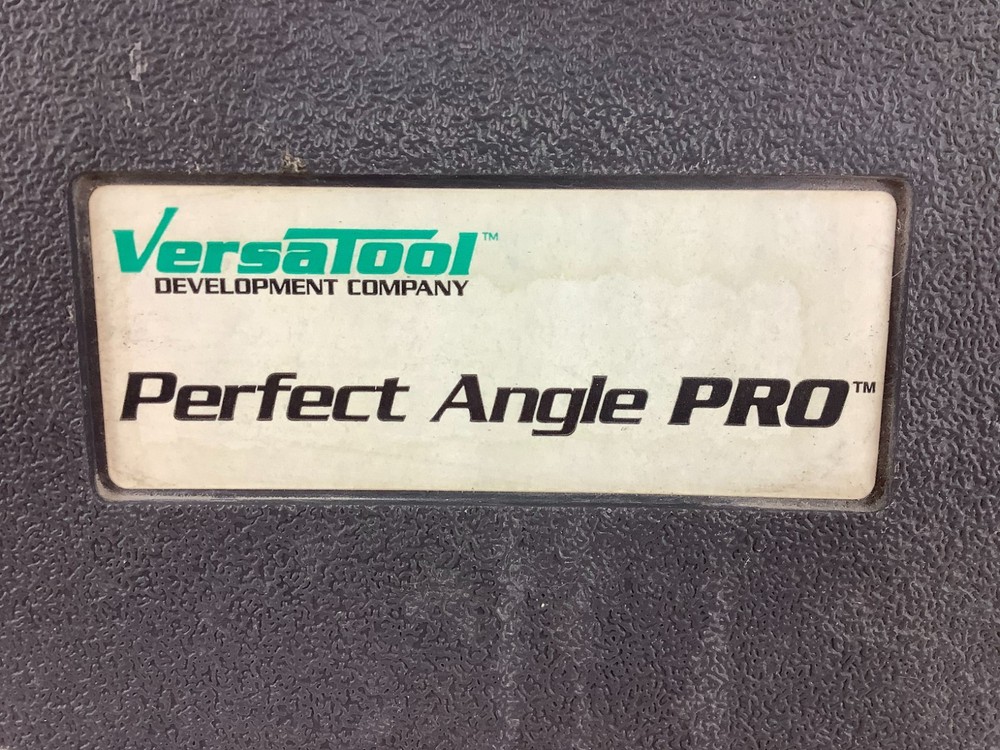 VersaTool™
DEVELOPMENT COMPANY
Perfect Angle PRO™